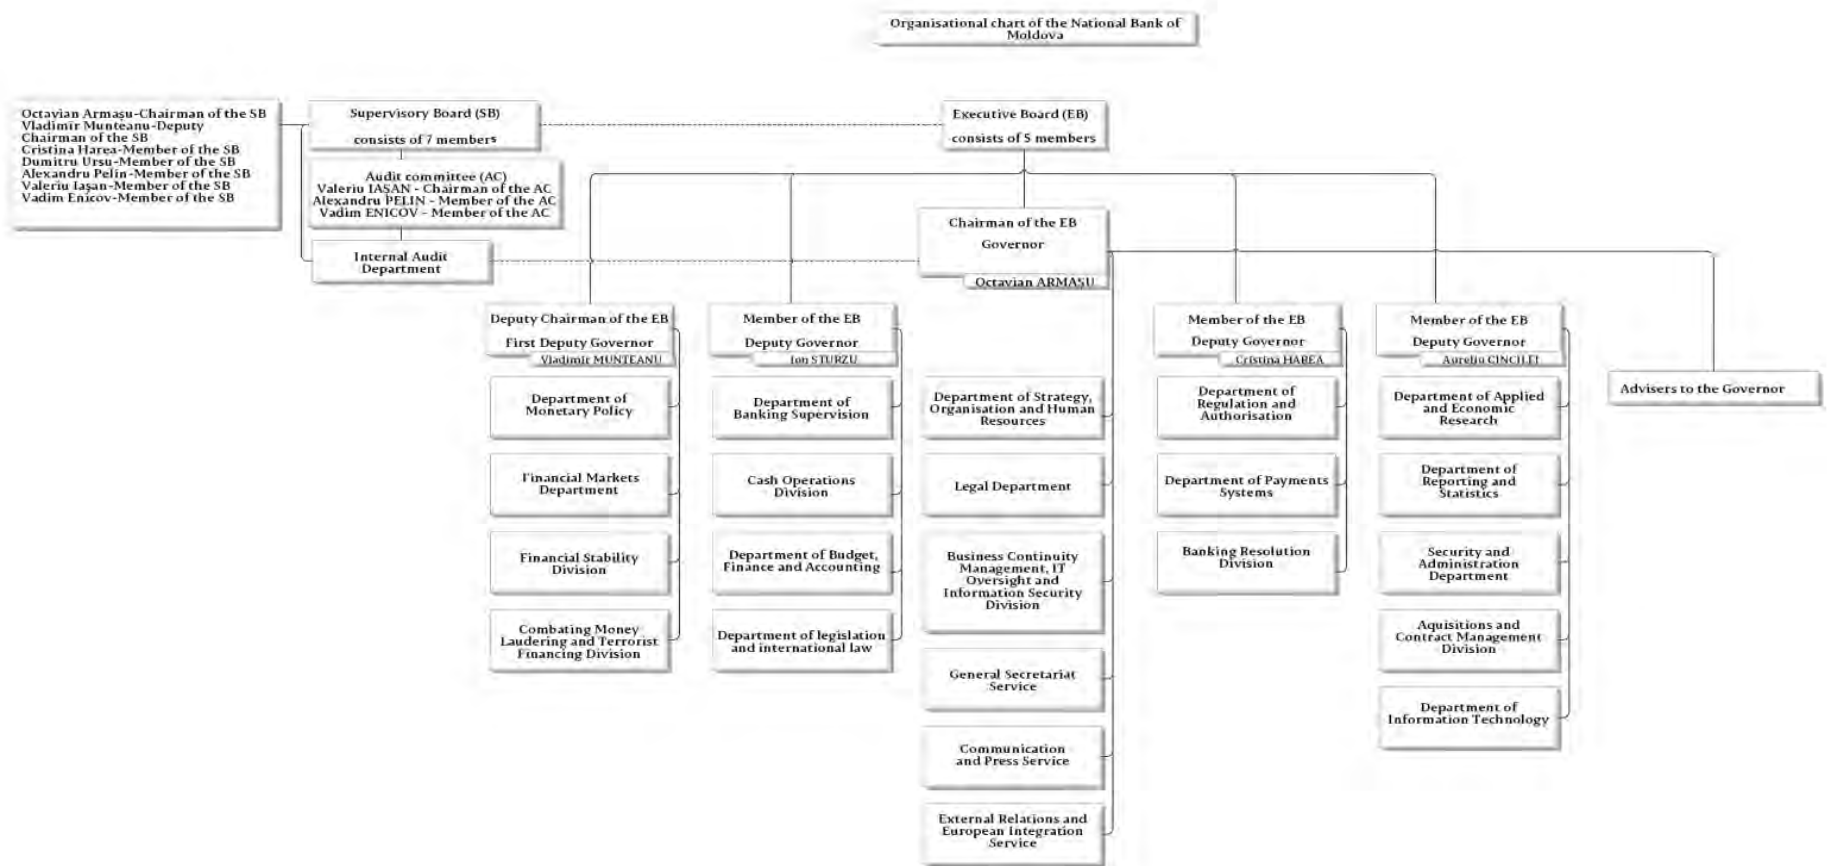 Organisational chart of the National Bank of
Moldova
Octavian Armașu-Chairman of the SB
Vladimir Munteanu-Deputy
Chairman of the SB
Cristina Harea-Member of the SB
Dumitru Ursu-Member of the SB
Alexandru Pelin-Member of the SB
Valeriu Iașan-Member of the SB
Vadim Enicov-Member of the SB
Supervisory Board (SB)
consists of 7 members
Audit committee (AC)
Valeriu IAȘAN - Chairman of the AC
Alexandru PELIN - Member of the AC
Vadim ENICOV - Member of the AC
Internal Audit
Department
Executive Board (EB)
consists of 5 members
Chairman of the EB
Governor
Octavian ARMAȘU
Deputy Chairman of the EB
First Deputy Governor
Vladimir MUNTEANU
Department of
Monetary Policy
Financial Markets
Department
Financial Stability
Division
Combating Money
Laudering and Terrorist
Financing Division
Member of the EB
Deputy Governor
Ion STURZU
Department of
Banking Supervision
Cash Operations
Division
Department of Budget,
Finance and Accounting
Department of legislation
and international law
Department of Strategy,
Organisation and Human
Resources
Legal Department
Business Continuity
Management, IT
Oversight and
Information Security
Division
General Secretariat
Service
Communication
and Press Service
External Relations and
European Integration
Service
Member of the EB
Deputy Governor
Cristina HAREA
Department of
Regulation and
Authorisation
Department of Payments
Systems
Banking Resolution
Division
Member of the EB
Deputy Governor
Aureliu CINCILEI
Department of Applied
and Economic
Research
Department of
Reporting and
Statistics
Security and
Administration
Department
Aquisitions and
Contract Management
Division
Department of
Information Technology
Advisers to the Governor